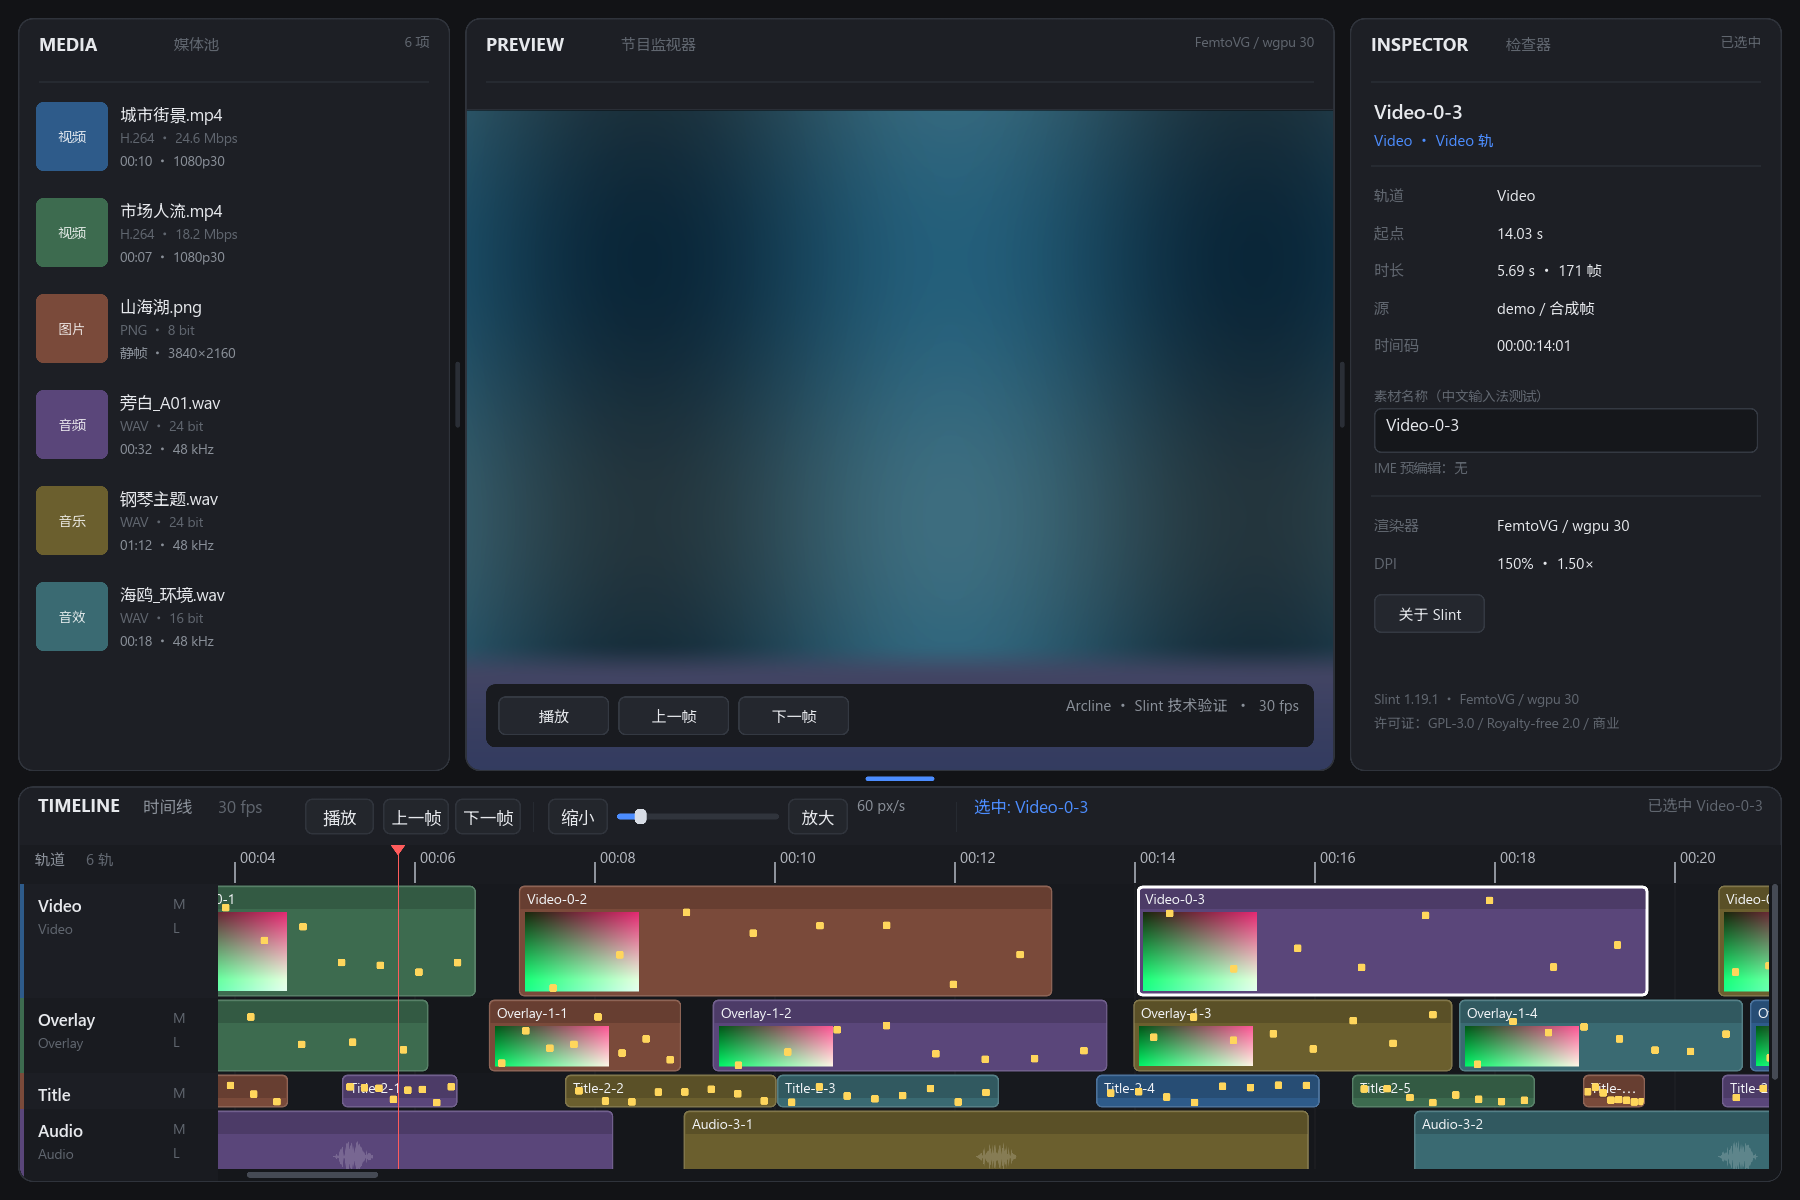 MEDIA 媒体池 6 项
视频 城市街景.mp4
H.264 • 24.6 Mbps
00:10 • 1080p30
视频 市场人流.mp4
H.264 • 18.2 Mbps
00:07 • 1080p30
图片 山海湖.png
PNG • 8 bit
静帧 • 3840×2160
音频 旁白_A01.wav
WAV • 24 bit
00:32 • 48 kHz
音乐 钢琴主题.wav
WAV • 24 bit
01:12 • 48 kHz
音效 海鸥_环境.wav
WAV • 16 bit
00:18 • 48 kHz
PREVIEW 节目监视器 FemtoVG / wgpu 30
播放 上一帧 下一帧 Arcline • Slint 技术验证 • 30 fps
INSPECTOR 检查器 已选中
Video-0-3
Video • Video 轨
轨道 Video
起点 14.03 s
时长 5.69 s • 171 帧
源 demo / 合成帧
时间码 00:00:14:01
素材名称（中文输入法测试）
Video-0-3
IME 预编辑：无
渲染器 FemtoVG / wgpu 30
DPI 150% • 1.50×
关于 Slint
Slint 1.19.1 • FemtoVG / wgpu 30
许可证：GPL-3.0 / Royalty-free 2.0 / 商业
TIMELINE 时间线 30 fps 播放 上一帧 下一帧 缩小 放大 60 px/s 选中: Video-0-3 已选中 Video-0-3
轨道 6 轨 00:04 00:06 00:08 00:10 00:12 00:14 00:16 00:18 00:20
Video M
Video L
0-1 Video-0-2 Video-0-3 Video-0
Overlay M
Overlay L
Overlay-1-1 Overlay-1-2 Overlay-1-3 Overlay-1-4 O
Title M
Title-2-1 Title-2-2 Title-2-3 Title-2-4 Title-2-5 Title-... Title-2
Audio M
Audio L
Audio-3-1 Audio-3-2